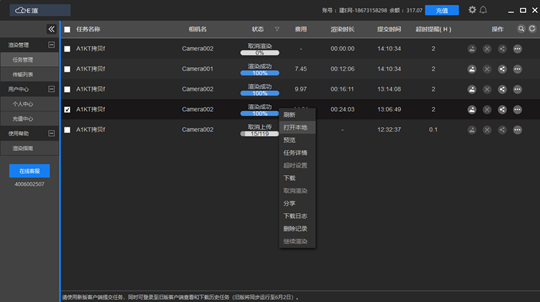 E渲
账号： 建E网-18673158298 余额： 317.07 充值
渲染管理
任务管理
传输列表
用户中心
个人中心
充值中心
使用帮助
渲染指南
在线客服
4006002507
任务名称 相机名 状态 费用 渲染时长 提交时间 超时提醒( H ) 操作
A1KT拷贝f Camera002 取消渲染 0% - 00:00:00 14:10:34 2
A1KT拷贝f Camera001 渲染成功 100% 7.45 00:12:06 14:10:34 2
A1KT拷贝f Camera002 渲染成功 100% 9.97 00:16:11 13:14:08 2
A1KT拷贝f Camera002 渲染成功 100% 00:24:03 13:06:49 2
A1KT拷贝f Camera002 取消上传 15/119 - 12:32:37 0.1
刷新
打开本地
预览
任务详情
超时设置
下载
取消渲染
分享
下载日志
删除记录
继续渲染
请使用新版客户端提交任务，同时可登录至旧版客户端查看和下载历史任务（旧版将同步运行至6月2日）。